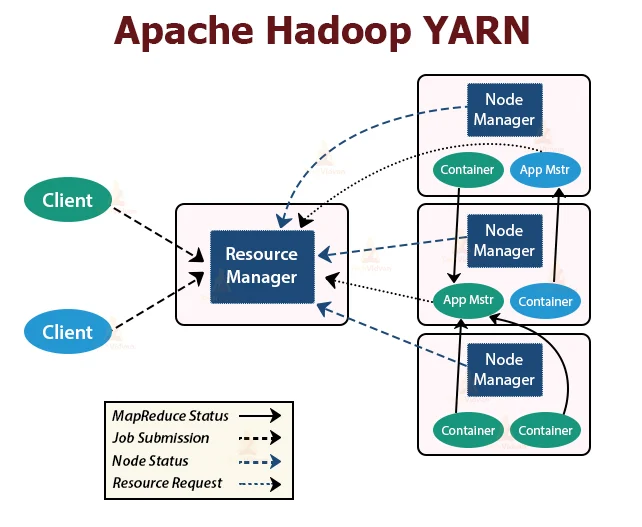 Apache Hadoop YARN
Node
Manager
Container
App Mstr
Client
Resource
Manager
Node
Manager
App Mstr
Container
Client
Node
Manager
Container
Container
MapReduce Status
Job Submission
Node Status
Resource Request